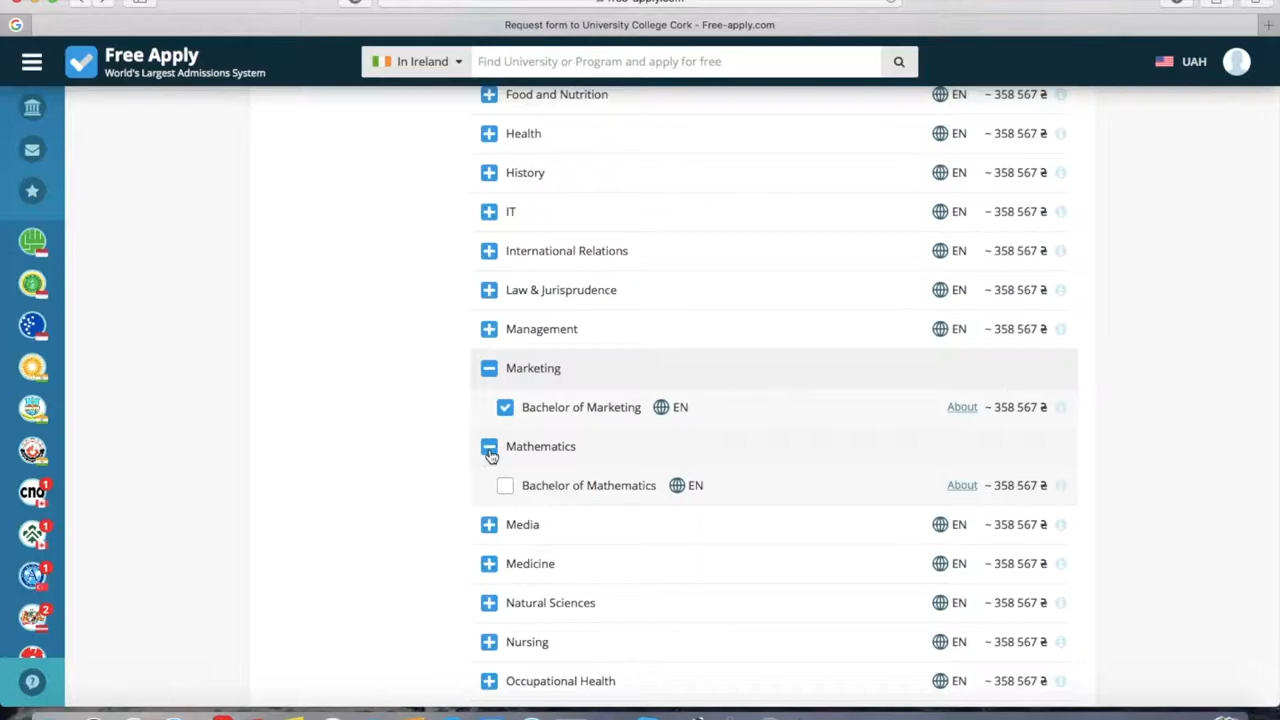 Request form to University College Cork - Free-apply.com
Free Apply
World's Largest Admissions System
In Ireland
Find University or Program and apply for free
UAH
Food and Nutrition EN ~ 358 567 ₴
Health EN ~ 358 567 ₴
History EN ~ 358 567 ₴
IT EN ~ 358 567 ₴
International Relations EN ~ 358 567 ₴
Law & Jurisprudence EN ~ 358 567 ₴
Management EN ~ 358 567 ₴
Marketing
Bachelor of Marketing EN About ~ 358 567 ₴
Mathematics
Bachelor of Mathematics EN About ~ 358 567 ₴
Media EN ~ 358 567 ₴
Medicine EN ~ 358 567 ₴
Natural Sciences EN ~ 358 567 ₴
Nursing EN ~ 358 567 ₴
Occupational Health EN ~ 358 567 ₴
cno 1
1
1
2